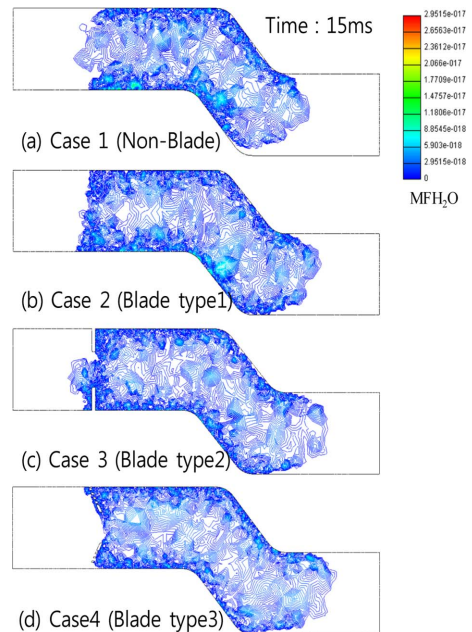 Time : 15ms
2.9515e-017
2.6563e-017
2.3612e-017
2.066e-017
1.7709e-017
1.4757e-017
1.1806e-017
8.8545e-018
5.903e-018
2.9515e-018
0
MFH₂O
(a) Case 1 (Non-Blade)
(b) Case 2 (Blade type1)
(c) Case 3 (Blade type2)
(d) Case4 (Blade type3)